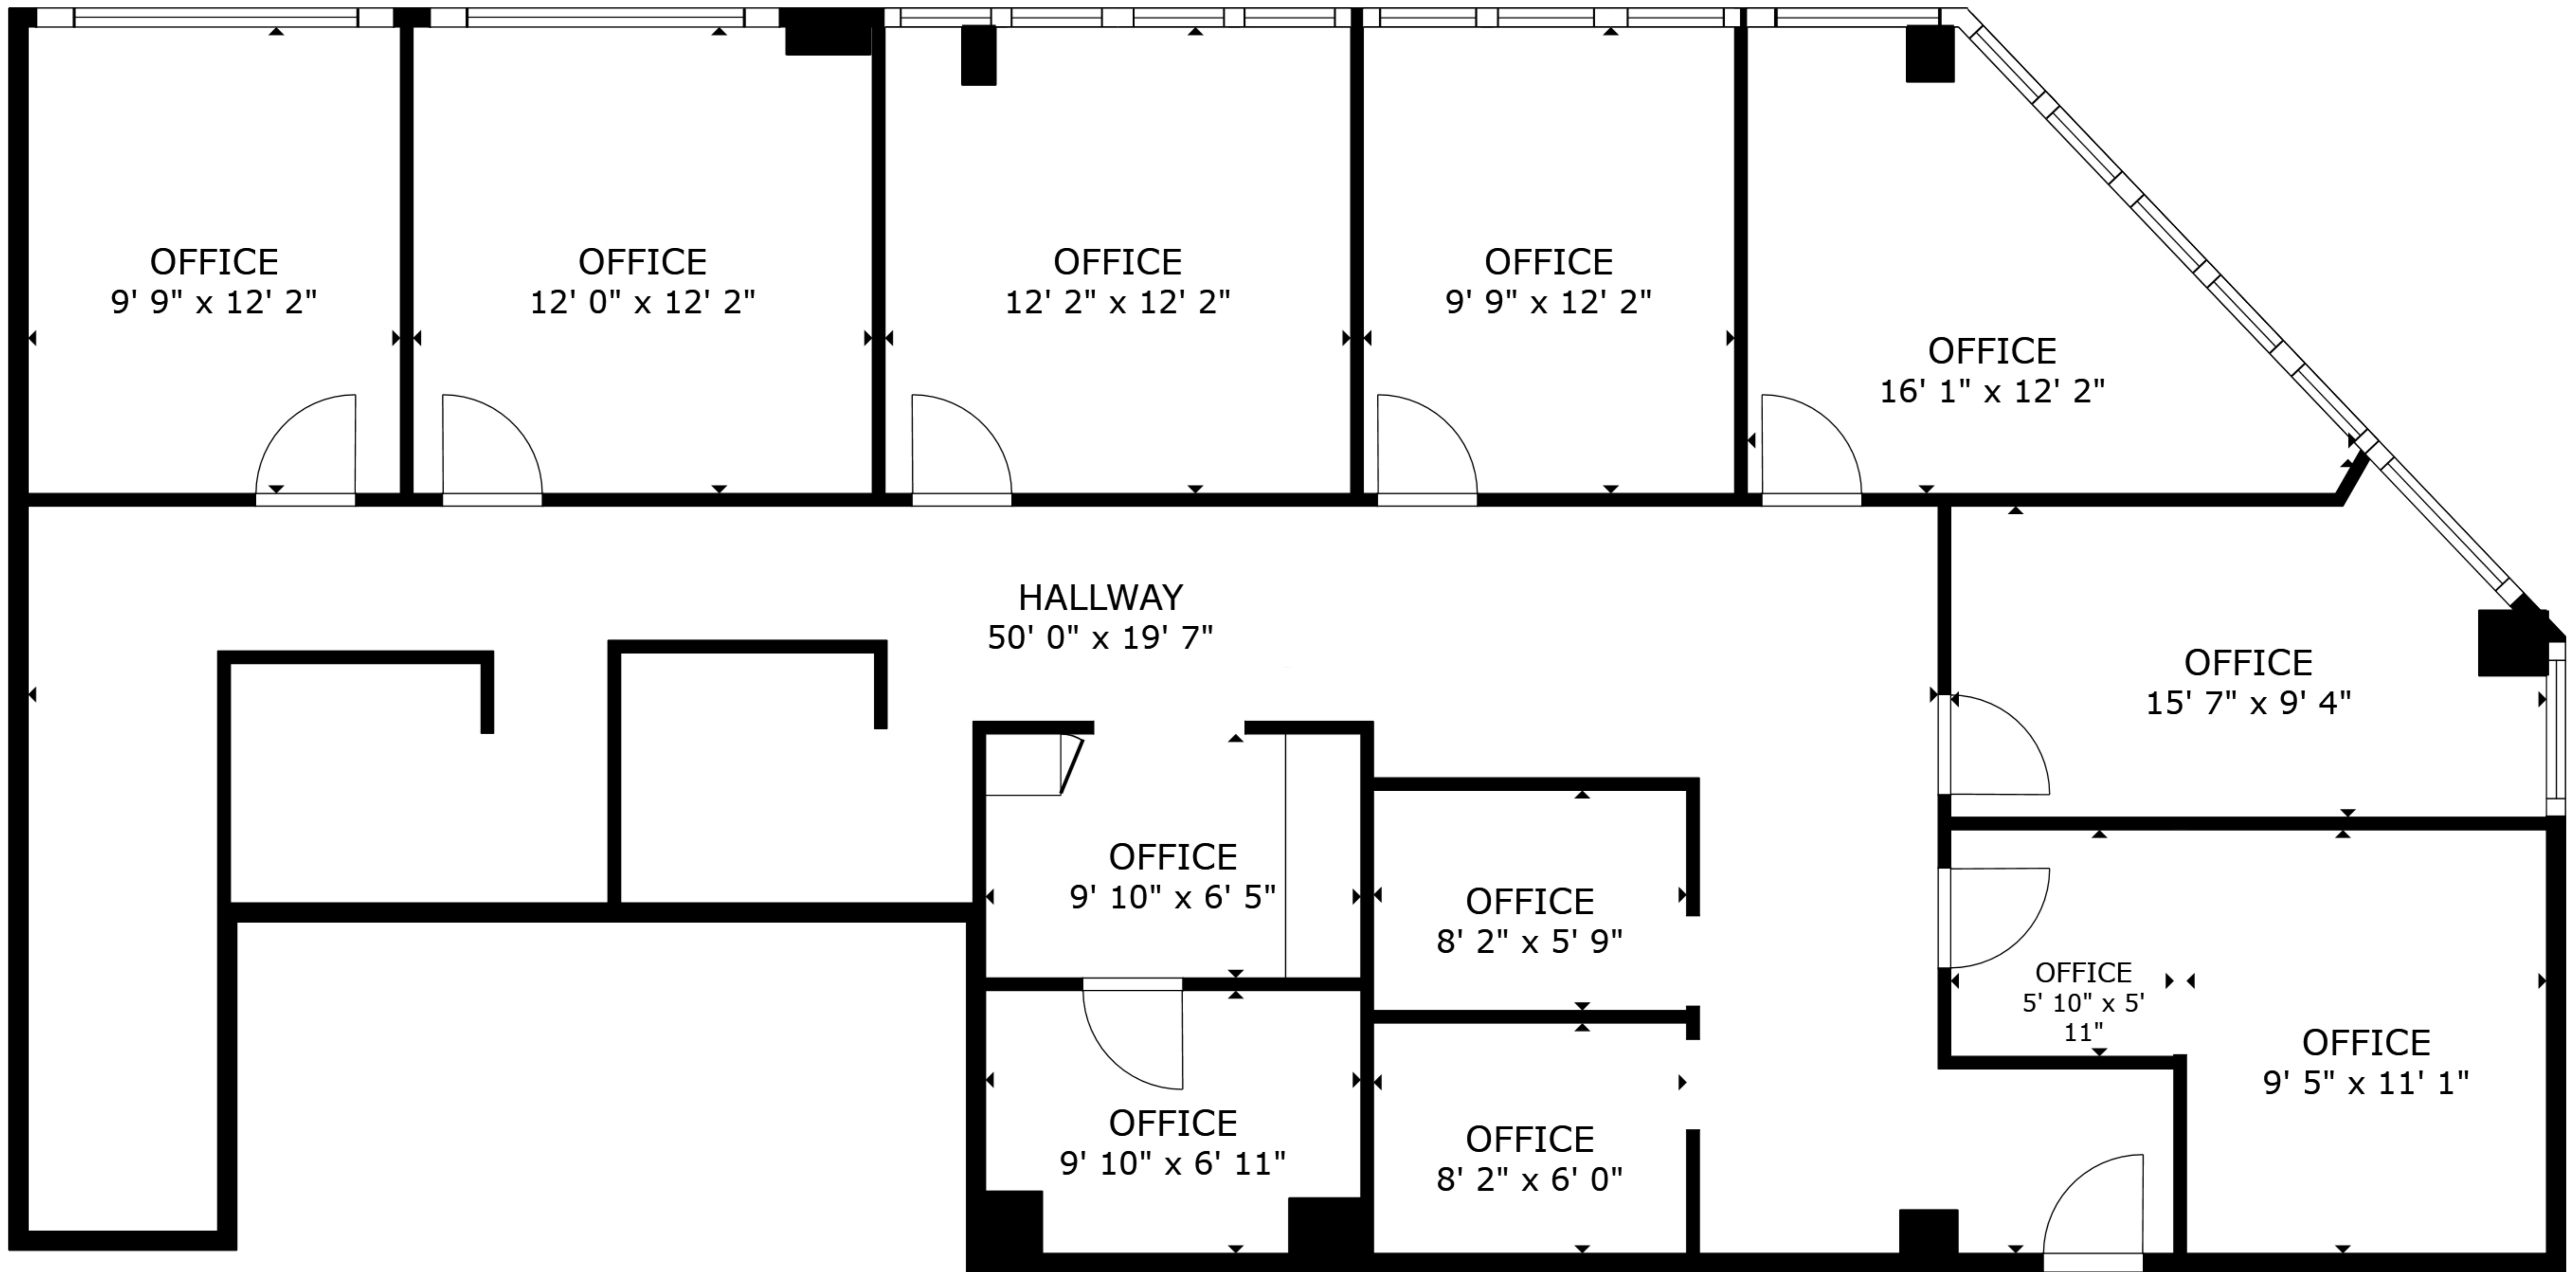 OFFICE
9' 9" x 12' 2"
OFFICE
12' 0" x 12' 2"
OFFICE
12' 2" x 12' 2"
OFFICE
9' 9" x 12' 2"
OFFICE
16' 1" x 12' 2"
HALLWAY
50' 0" x 19' 7"
OFFICE
15' 7" x 9' 4"
OFFICE
9' 10" x 6' 5"
OFFICE
8' 2" x 5' 9"
OFFICE
5' 10" x 5'
11"
OFFICE
9' 5" x 11' 1"
OFFICE
9' 10" x 6' 11"
OFFICE
8' 2" x 6' 0"